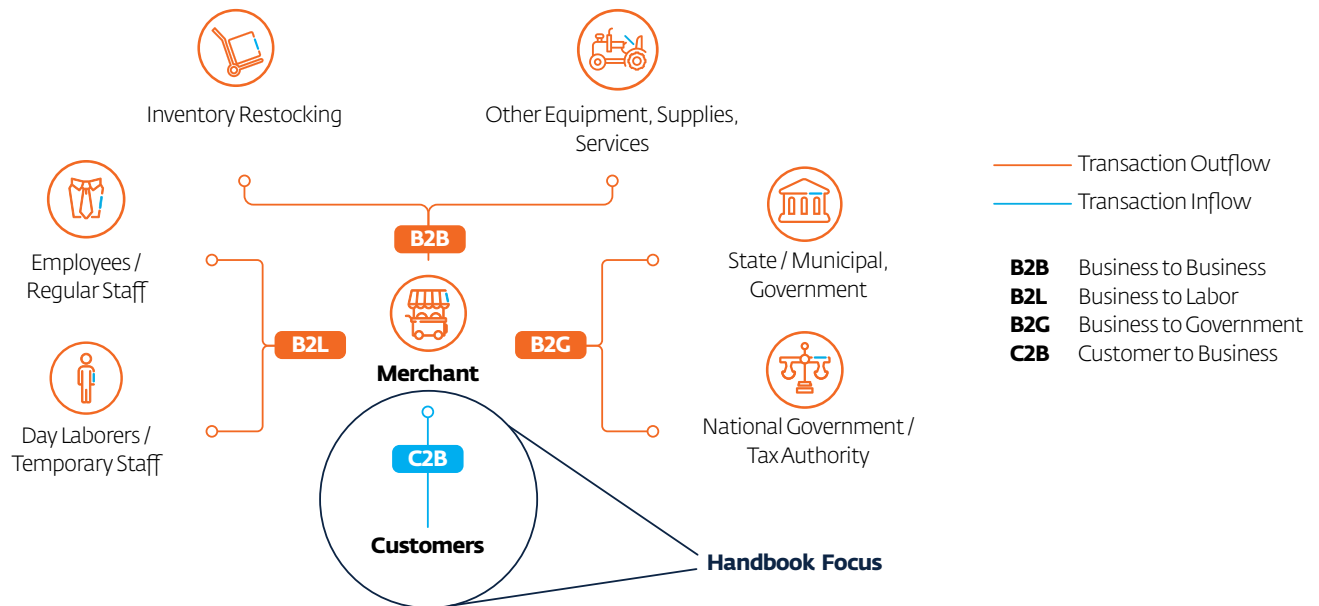 Inventory Restocking
Other Equipment, Supplies,
Services
Transaction Outflow
Transaction Inflow
B2B
Employees /
Regular Staff
State / Municipal,
Government
B2B Business to Business
B2L Business to Labor
B2G Business to Government
C2B Customer to Business
B2L
B2G
Merchant
Day Laborers /
Temporary Staff
National Government /
Tax Authority
C2B
Customers
Handbook Focus